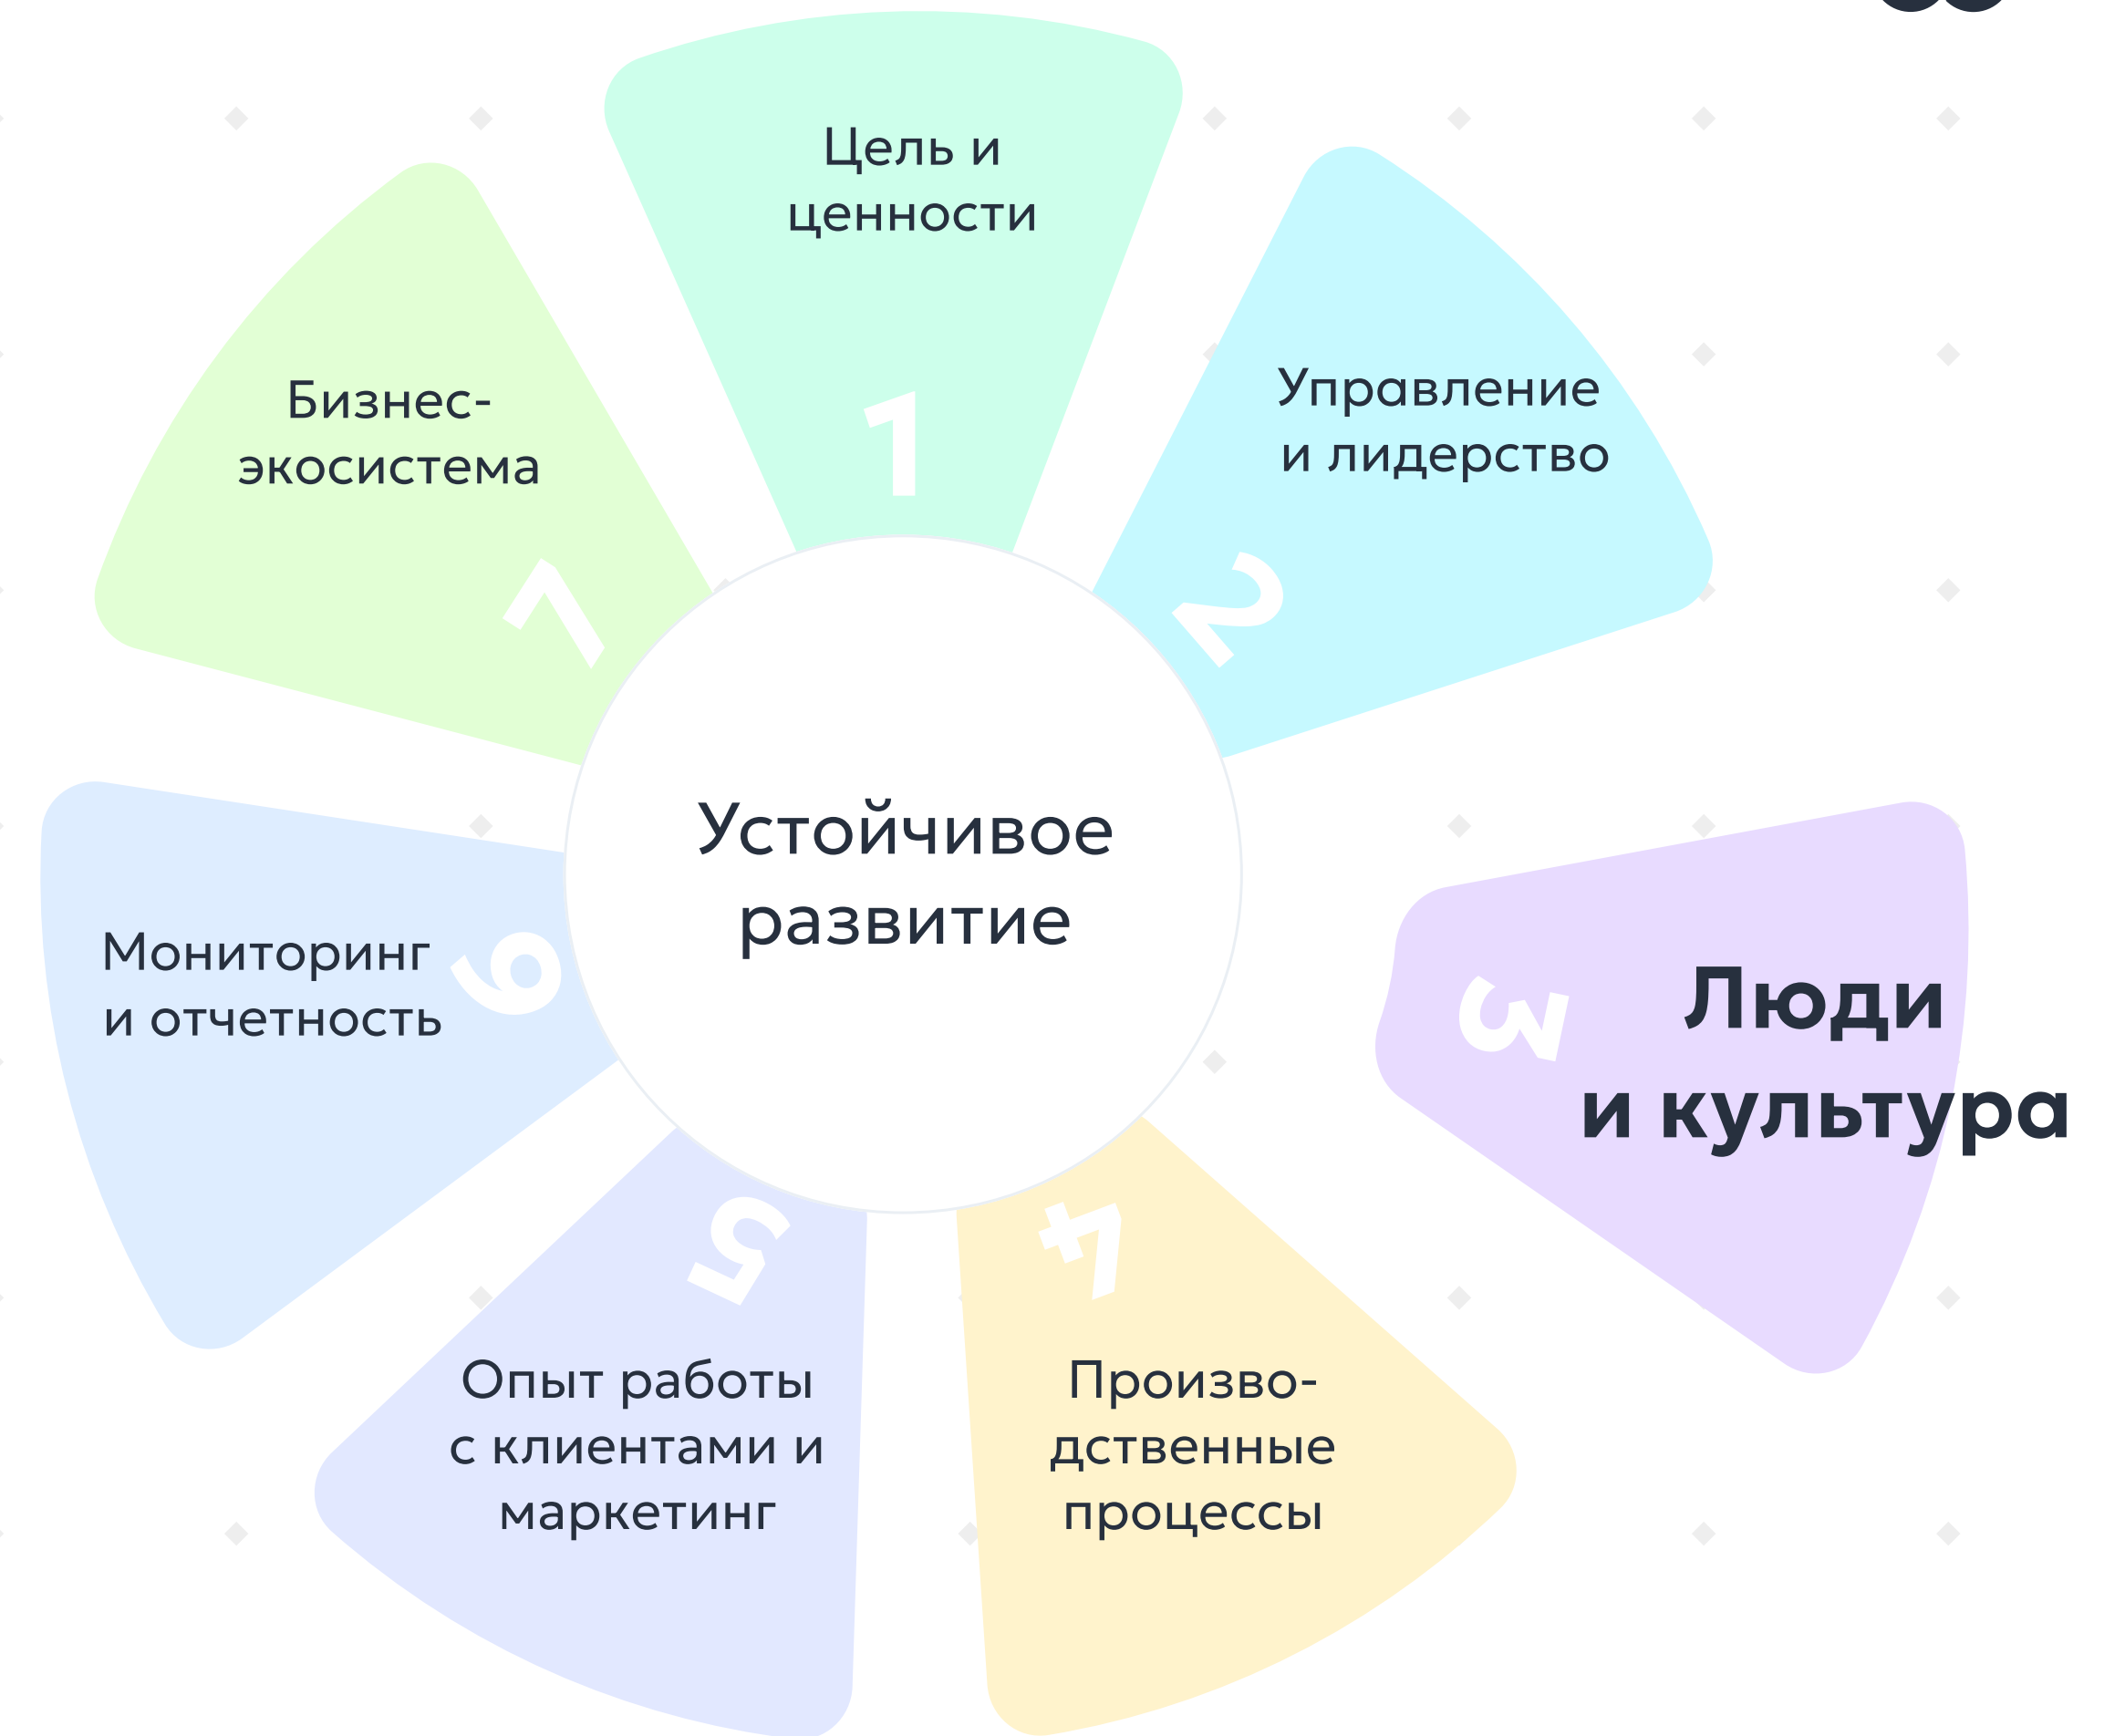 Цель и
ценности
1
Управление
и лидерство
2
Люди
и культура
3
Произво-
дственные
процессы
4
Опыт работы
с клиентами и
маркетинг
5
Мониторинг
и отчетность
6
Бизнес-
экосистема
7
Устойчивое
развитие